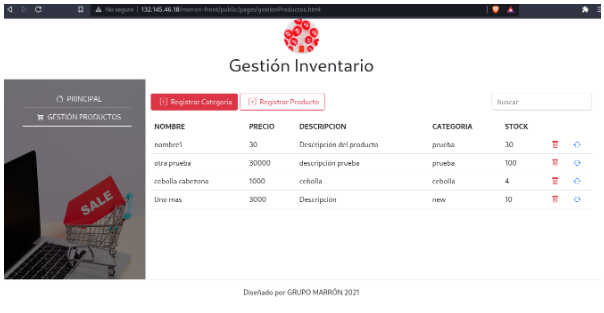 No seguro | 132.145.46.18/marron-front/public/pages/gestionProductos.html
Gestión Inventario
PRINCIPAL
GESTIÓN PRODUCTOS
Registrar Categoria Registrar Producto buscar
NOMBRE PRECIO DESCRIPCION CATEGORIA STOCK
nombre1 30 Descripción del producto prueba 30
otra prueba 30000 descripción prueba prueba 100
cebolla cabezona 1000 cebolla cebolla 4
Uno mas 3000 Descripción new 10
SALE
Diseñado por GRUPO MARRÓN 2021